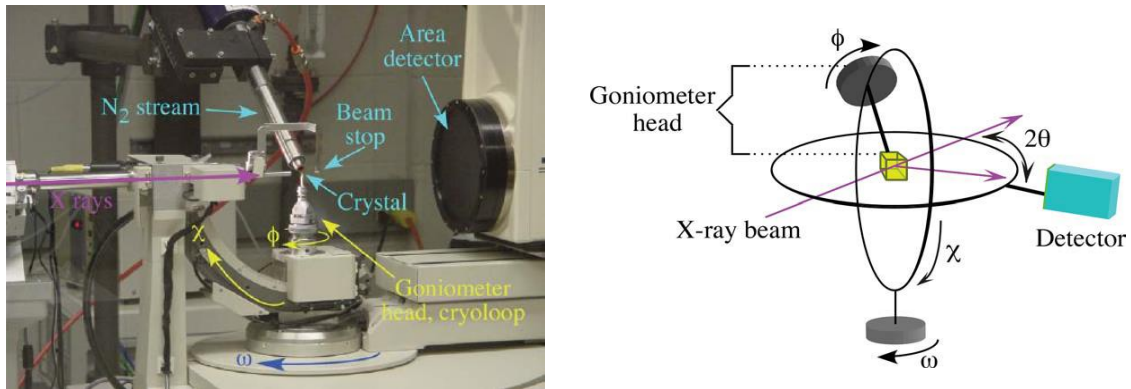 Area
detector
N2 stream
Beam
stop
X rays
Crystal
χ
ϕ
Goniometer
head, cryoloop
ω
ϕ
Goniometer
head
2θ
X-ray beam
Detector
χ
ω